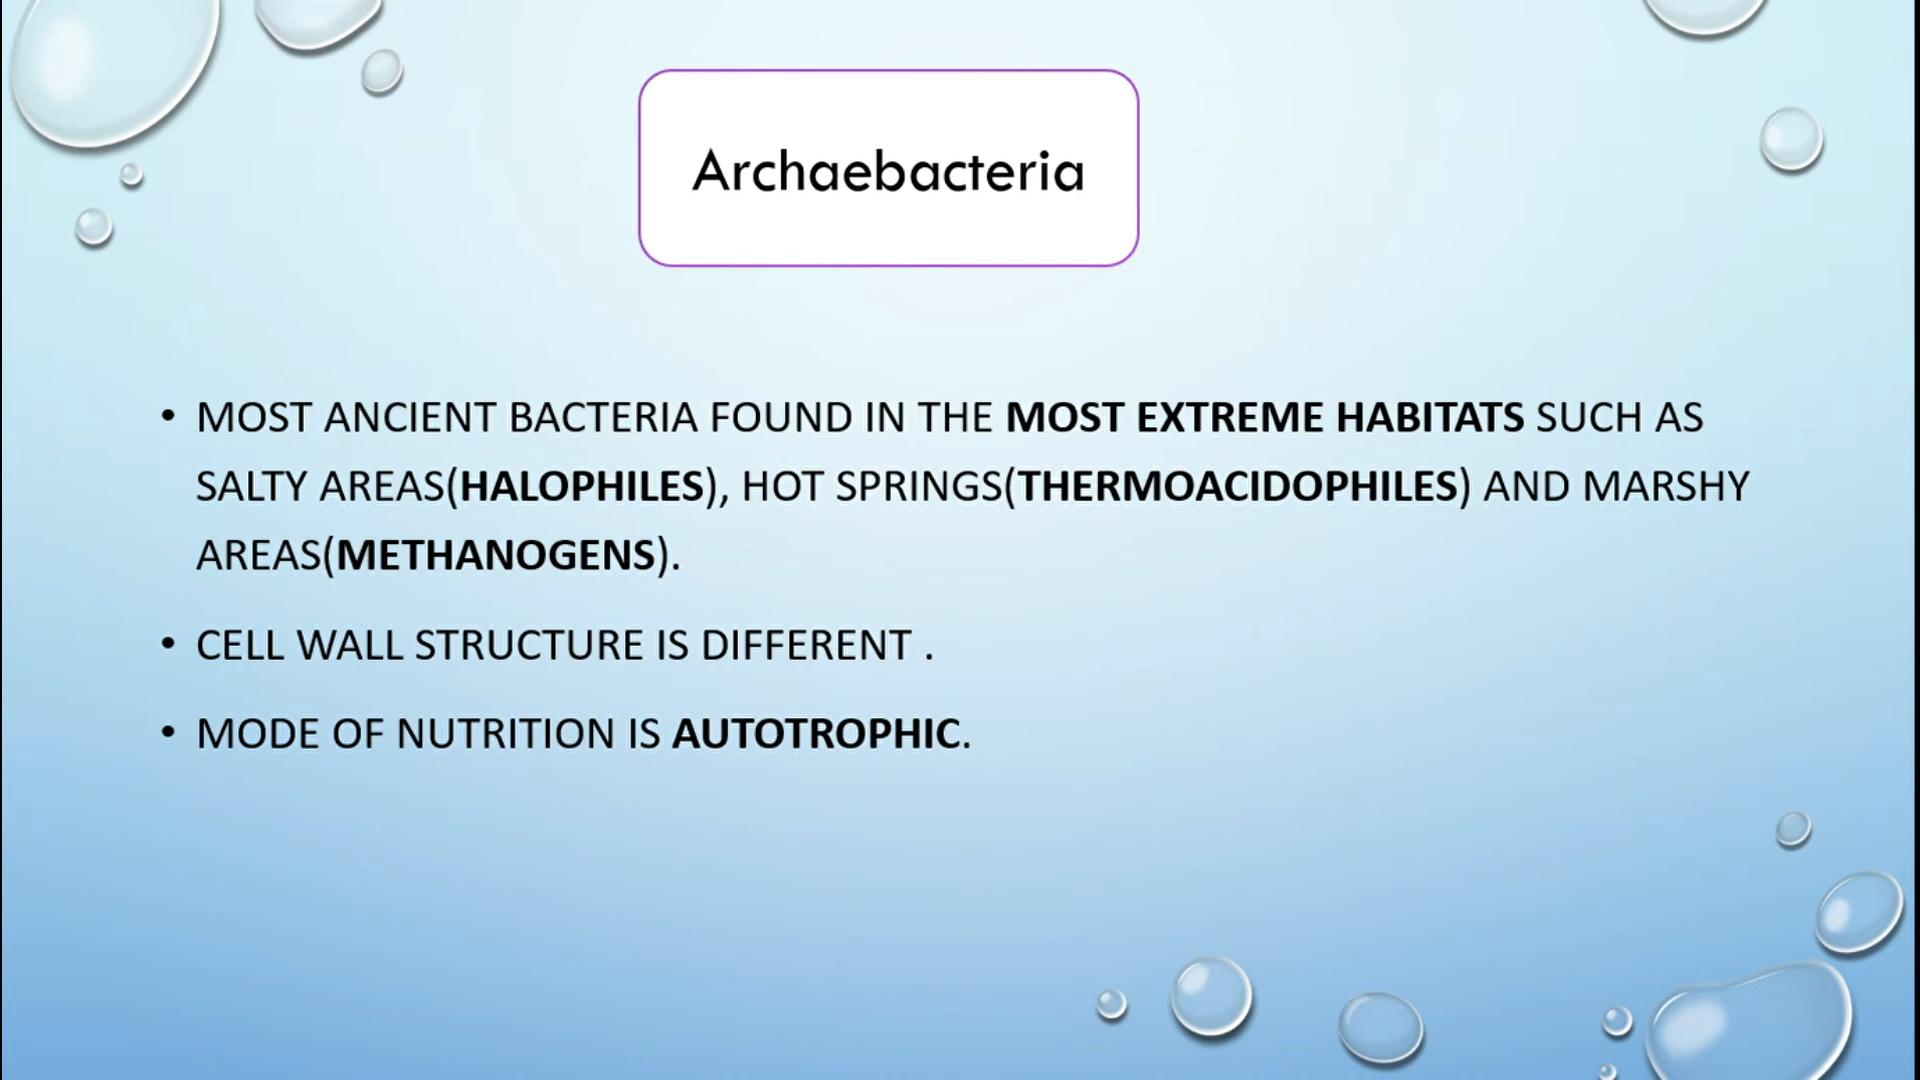 Archaebacteria
• MOST ANCIENT BACTERIA FOUND IN THE MOST EXTREME HABITATS SUCH AS
SALTY AREAS(HALOPHILES), HOT SPRINGS(THERMOACIDOPHILES) AND MARSHY
AREAS(METHANOGENS).
• CELL WALL STRUCTURE IS DIFFERENT .
• MODE OF NUTRITION IS AUTOTROPHIC.